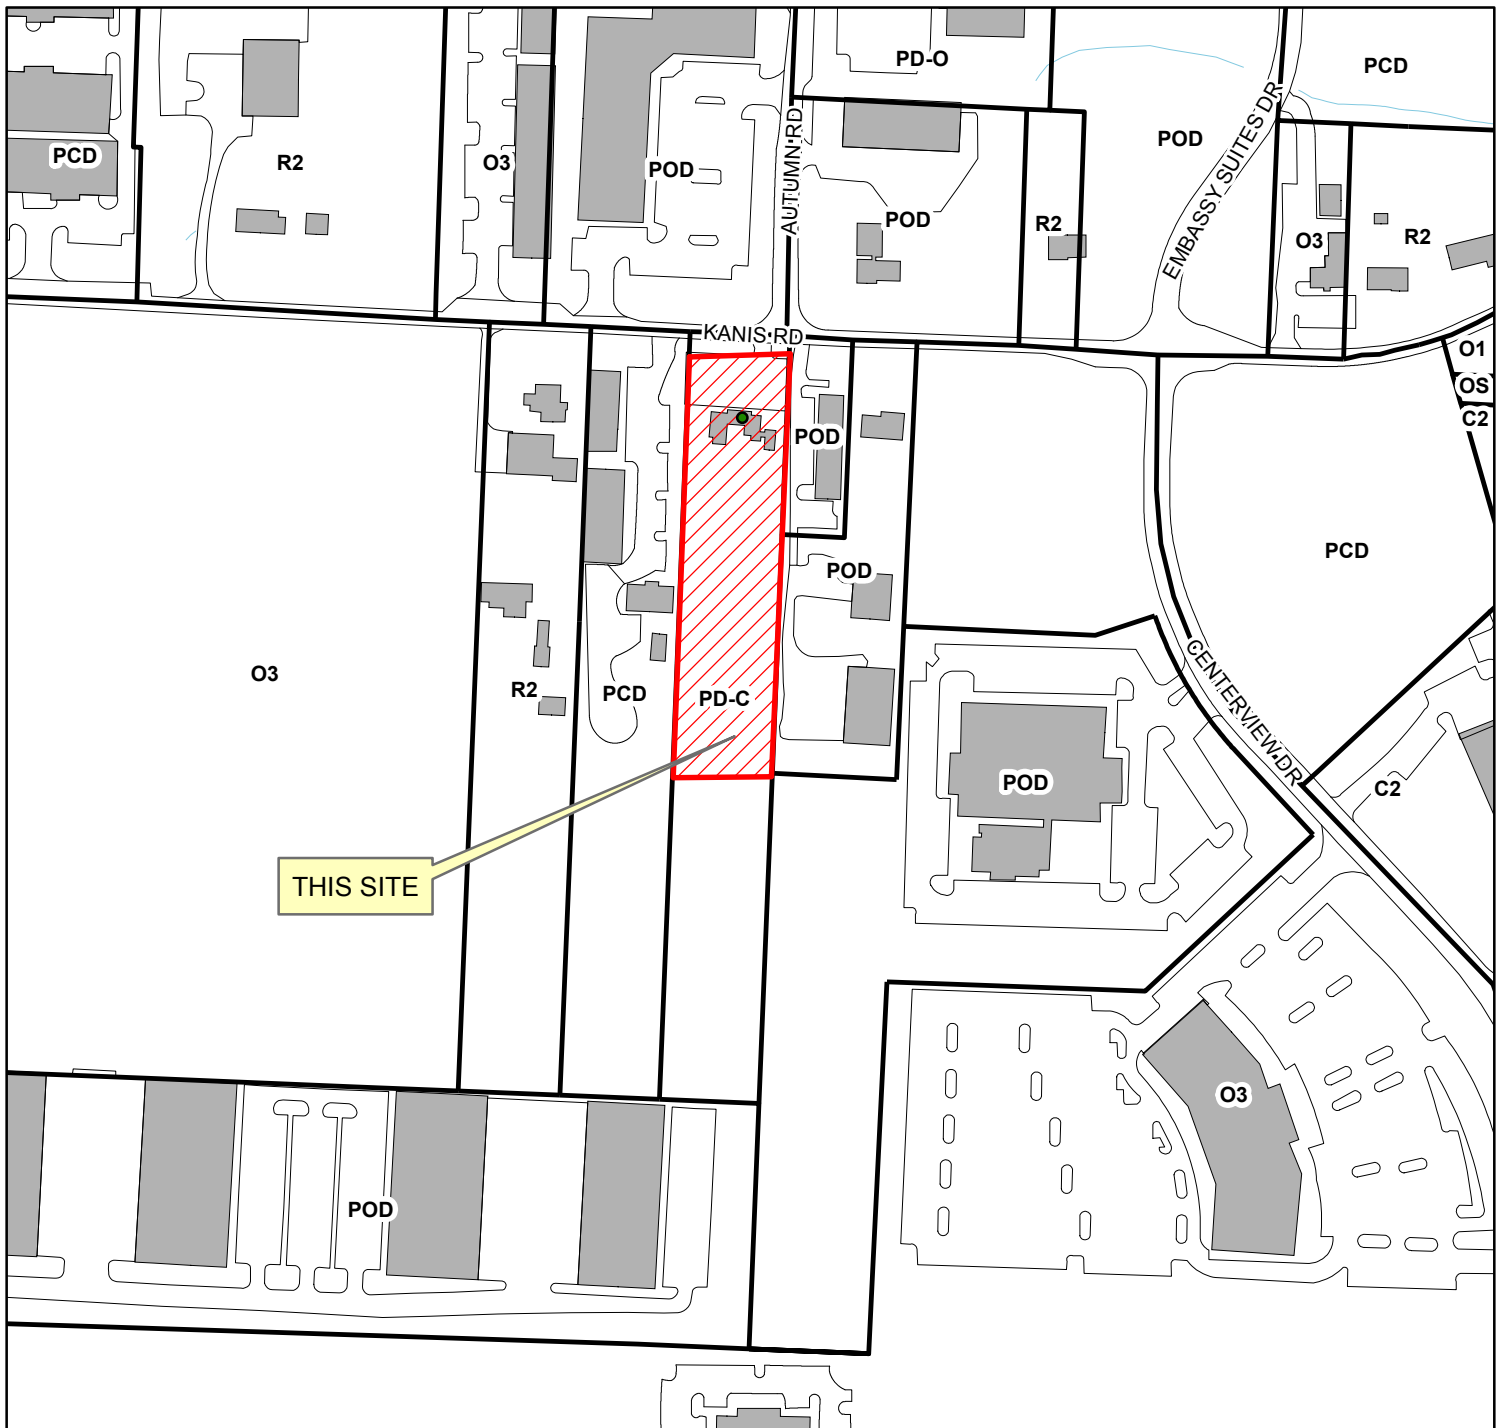 PD-O
PCD
PCD
R2
O3
POD
AUTUMN RD
POD
R2
POD
EMBASSY SUITES DR
O3
R2
KANIS RD
O1
OS
C2
POD
PCD
POD
O3
R2
PCD
PD-C
CENTERVIEW DR
POD
C2
THIS SITE
O3
POD